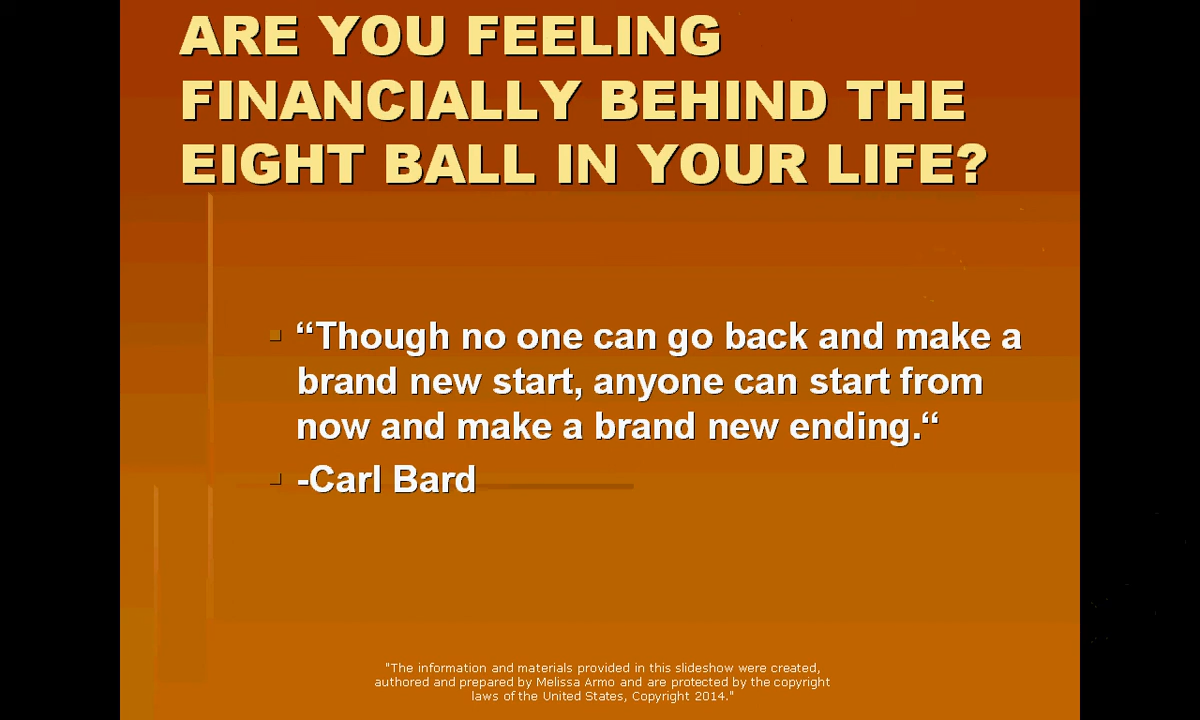 ARE YOU FEELING
FINANCIALLY BEHIND THE
EIGHT BALL IN YOUR LIFE?
“Though no one can go back and make a
brand new start, anyone can start from
now and make a brand new ending.“
-Carl Bard
"The information and materials provided in this slideshow were created,
authored and prepared by Melissa Armo and are protected by the copyright
laws of the United States, Copyright 2014."